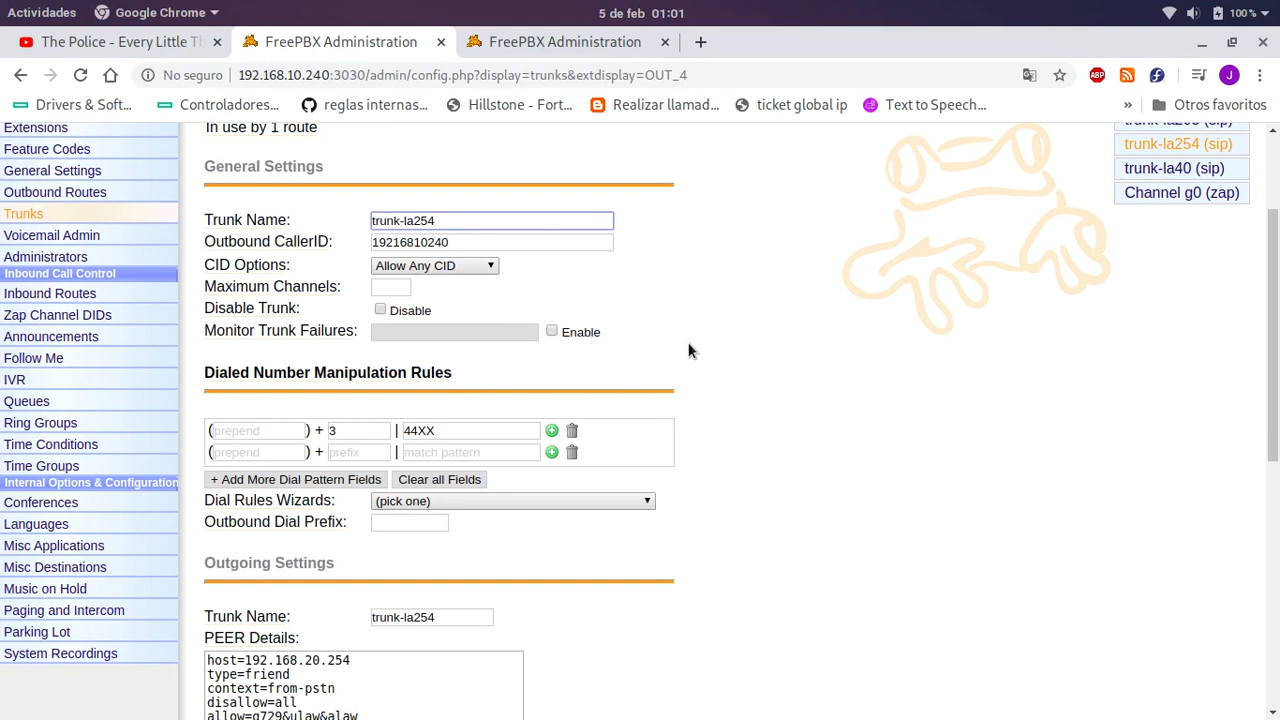 Actividades
Google Chrome
5 de feb 01:01
100 %
The Police - Every Little Th
FreePBX Administration
FreePBX Administration
No seguro
192.168.10.240:3030/admin/config.php?display=trunks&extdisplay=OUT_4
ABP
J
Drivers & Soft...
Controladores...
reglas internas...
Hillstone - Fort...
Realizar llamad...
ticket global ip
Text to Speech...
»
Otros favoritos
Extensions
Feature Codes
General Settings
Outbound Routes
Trunks
Voicemail Admin
Administrators
Inbound Call Control
Inbound Routes
Zap Channel DIDs
Announcements
Follow Me
IVR
Queues
Ring Groups
Time Conditions
Time Groups
Internal Options & Configuration
Conferences
Languages
Misc Applications
Misc Destinations
Music on Hold
Paging and Intercom
Parking Lot
System Recordings
In use by 1 route
General Settings
Trunk Name: trunk-la254
Outbound CallerID: 19216810240
CID Options: Allow Any CID
Maximum Channels:
Disable Trunk: Disable
Monitor Trunk Failures: Enable
Dialed Number Manipulation Rules
(prepend) + 3 | 44XX
(prepend) + prefix | match pattern
+ Add More Dial Pattern Fields Clear all Fields
Dial Rules Wizards: (pick one)
Outbound Dial Prefix:
Outgoing Settings
Trunk Name: trunk-la254
PEER Details:
host=192.168.20.254
type=friend
context=from-pstn
disallow=all
allow=g729&ulaw&alaw
trunk-la254 (sip)
trunk-la40 (sip)
Channel g0 (zap)